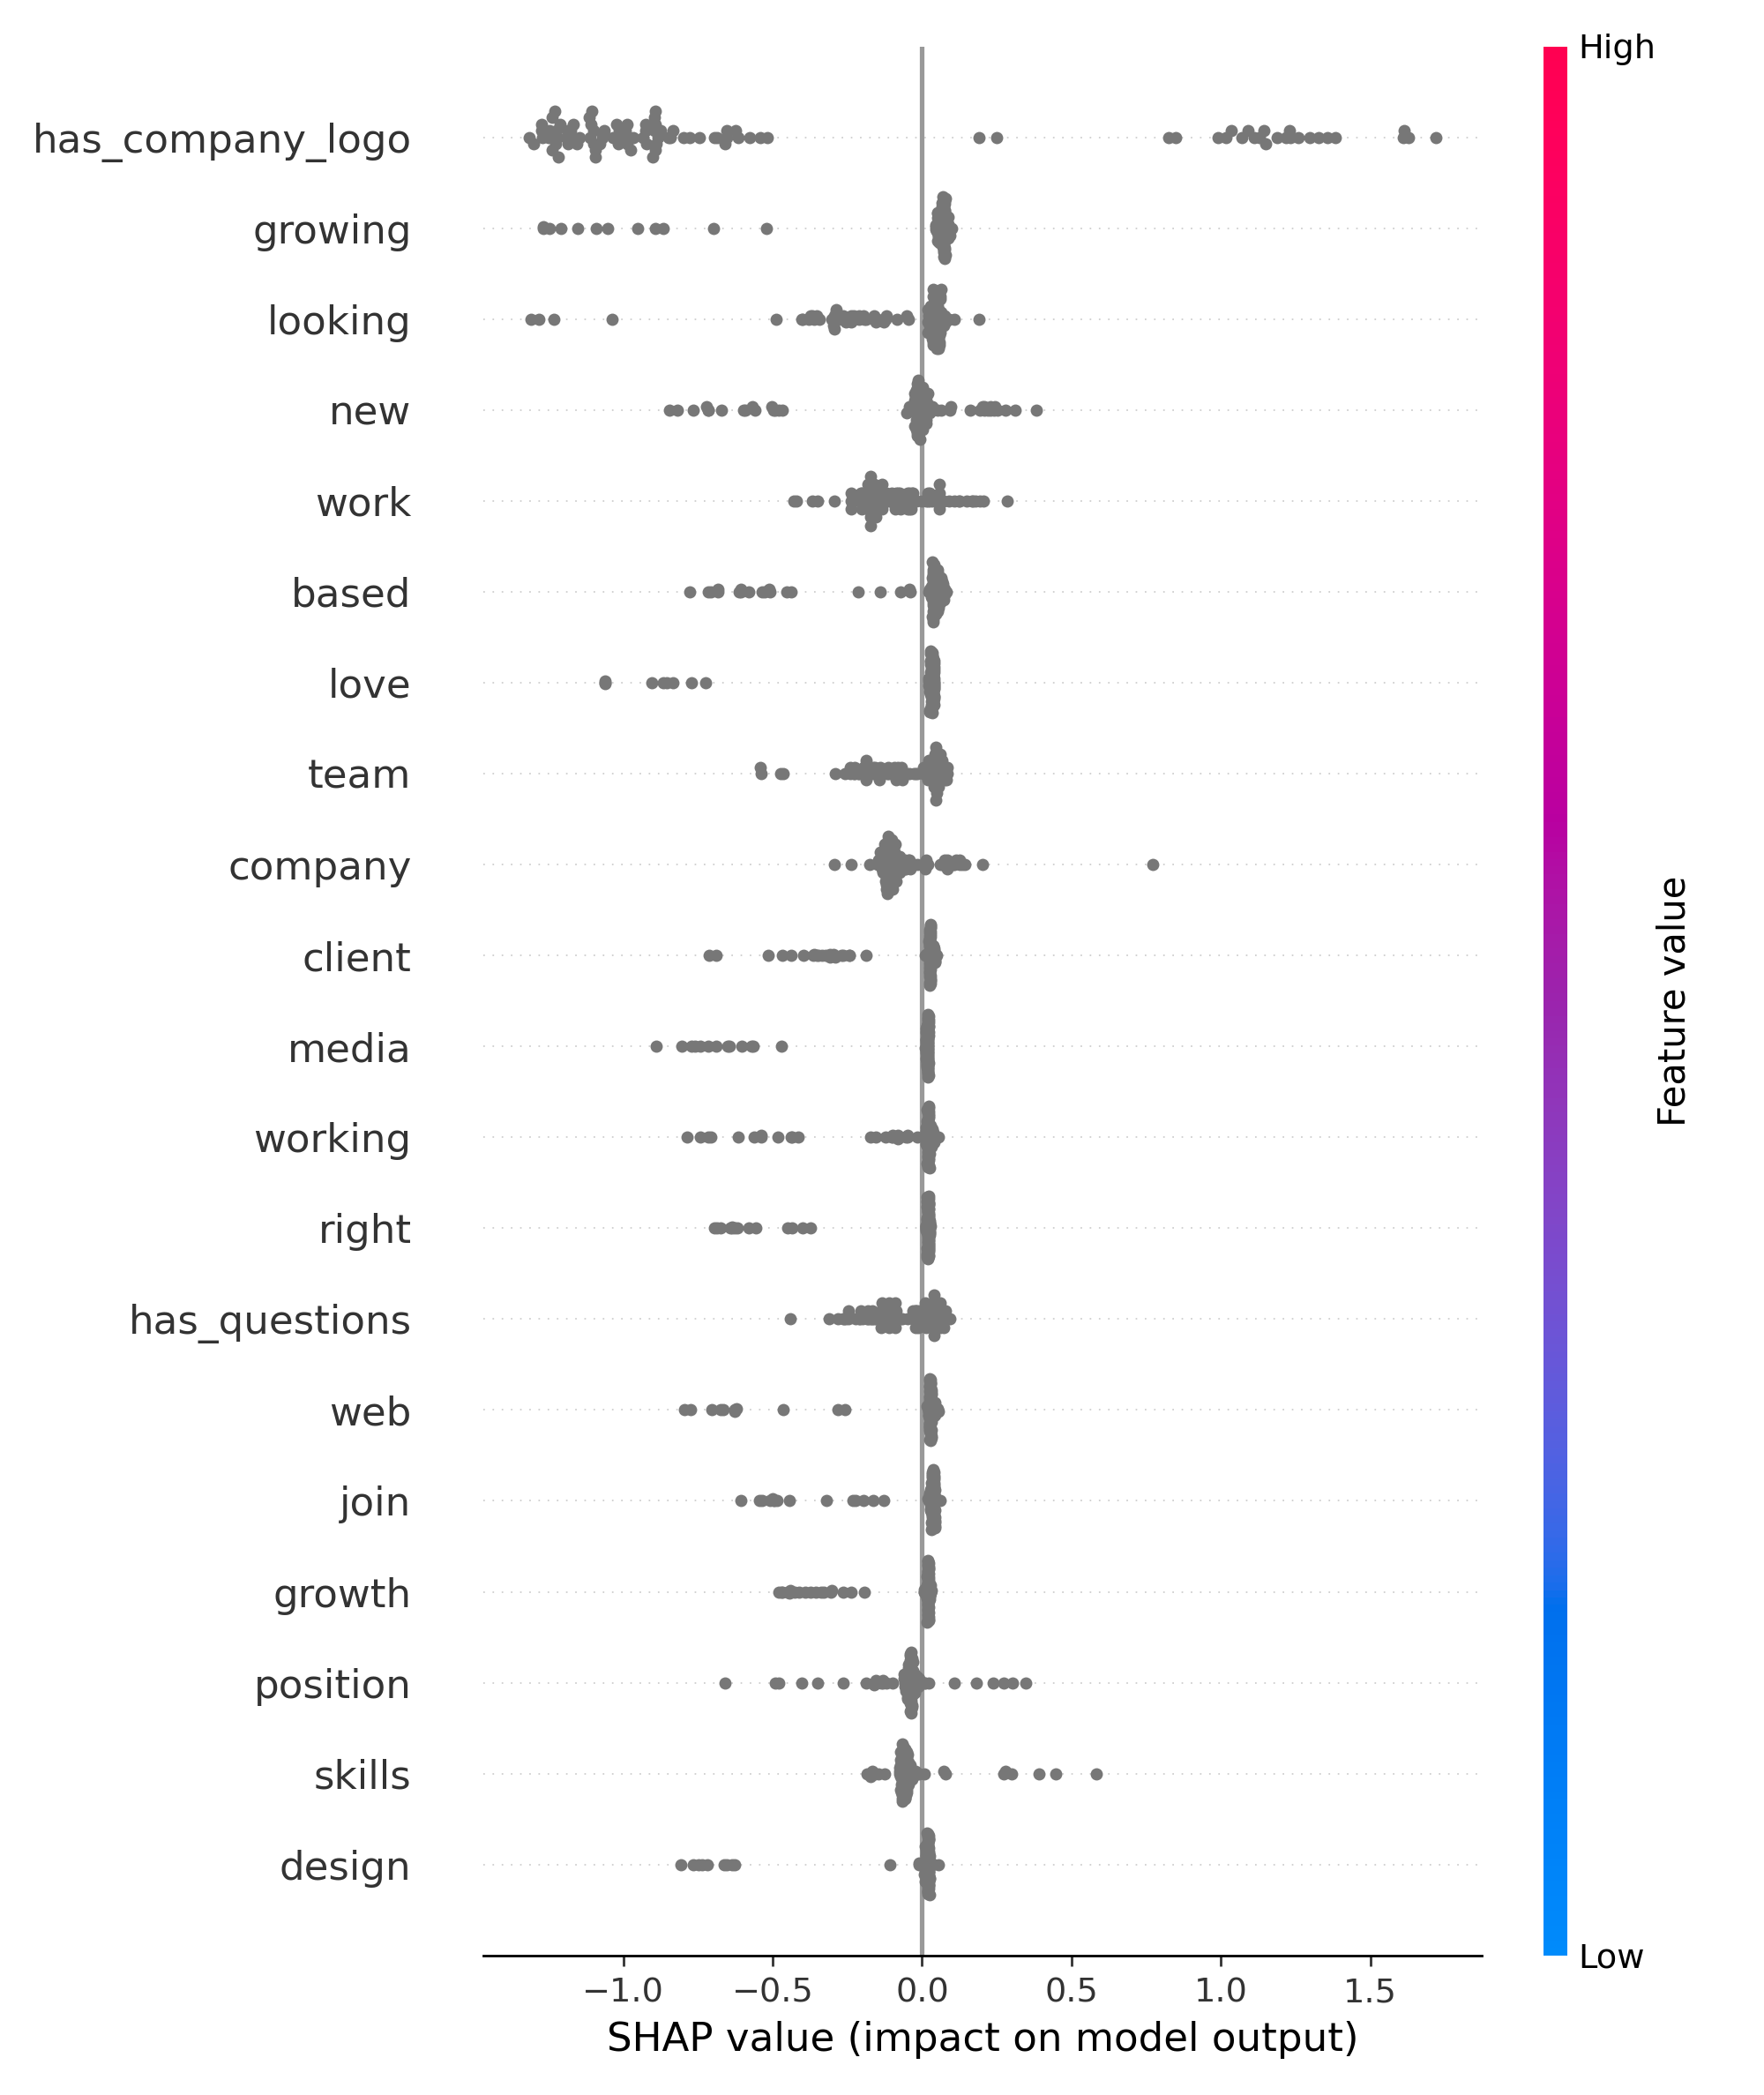 High
has_company_logo
growing
looking
new
work
based
love
team
company
client
media
working
right
has_questions
web
join
growth
position
skills
design
Feature value
Low
−1.0 −0.5 0.0 0.5 1.0 1.5
SHAP value (impact on model output)